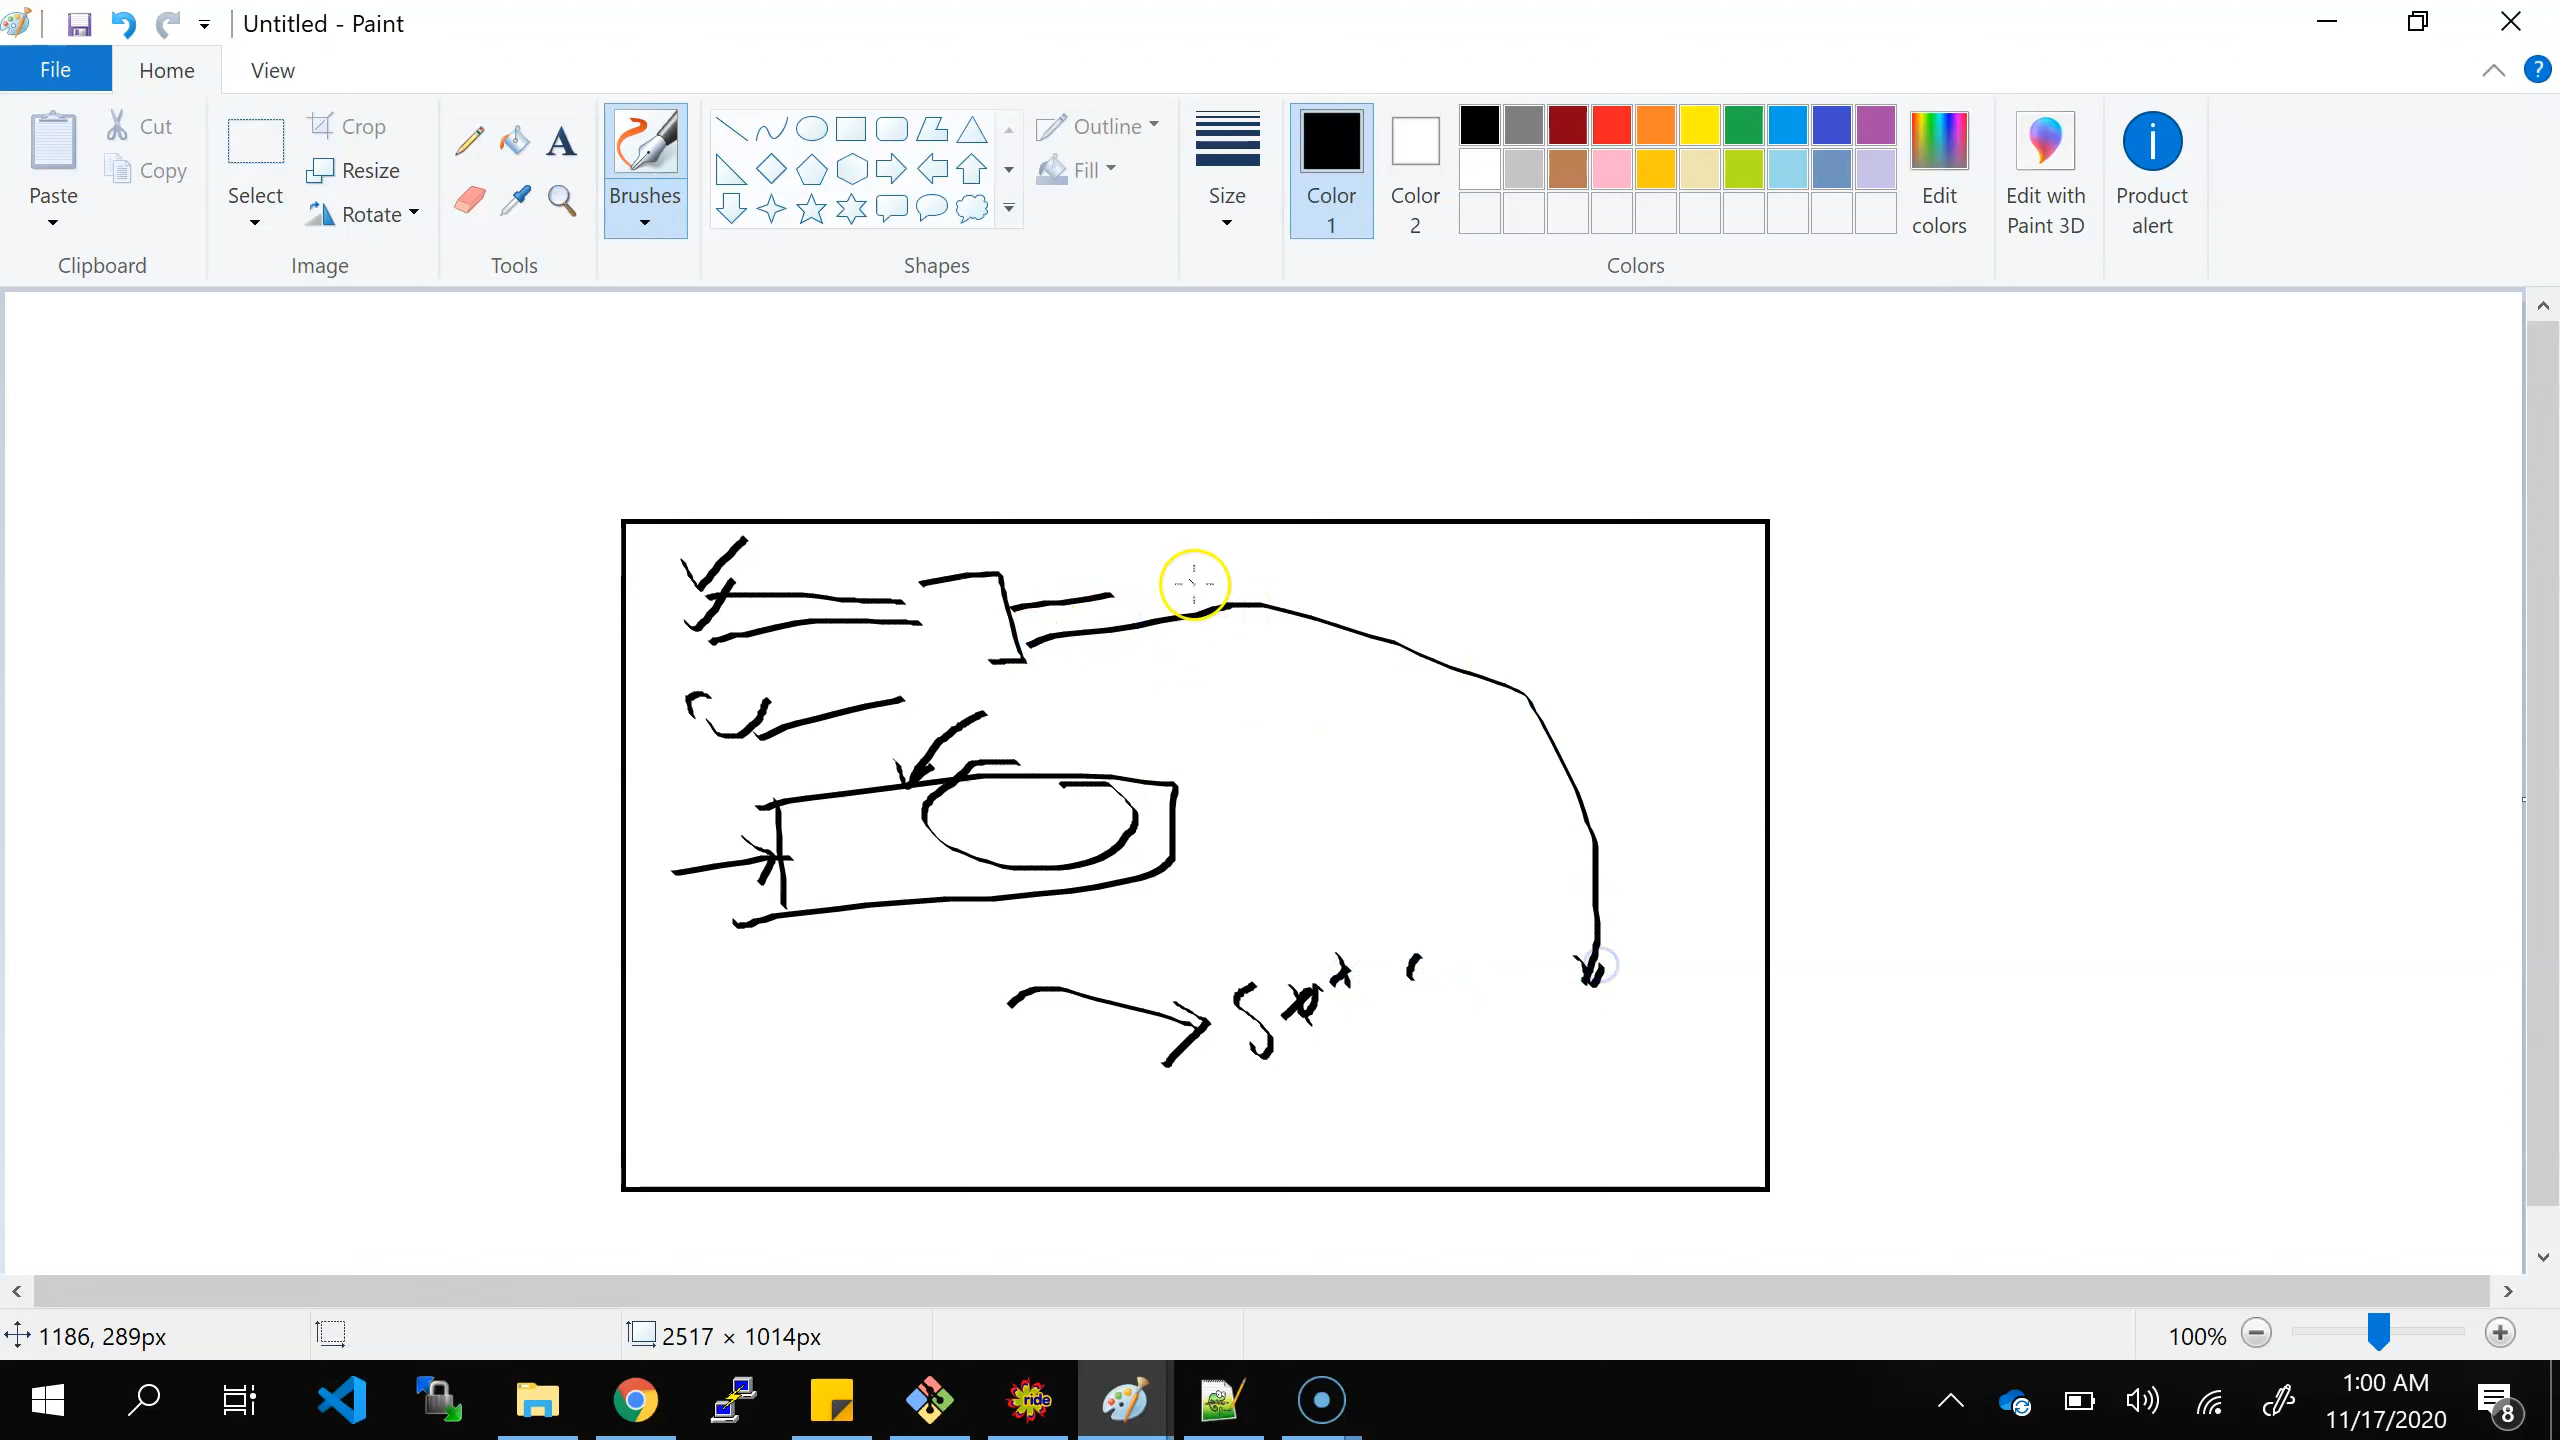 Untitled - Paint
File Home View
Paste
Cut
Copy
Clipboard
Select
Crop
Resize
Rotate
Image
Tools
Brushes
Shapes
Outline
Fill
Size
Color 1
Color 2
Colors
Edit colors
Edit with Paint 3D
Product alert
1186, 289px
2517 × 1014px
100%
ride
1:00 AM
11/17/2020
8